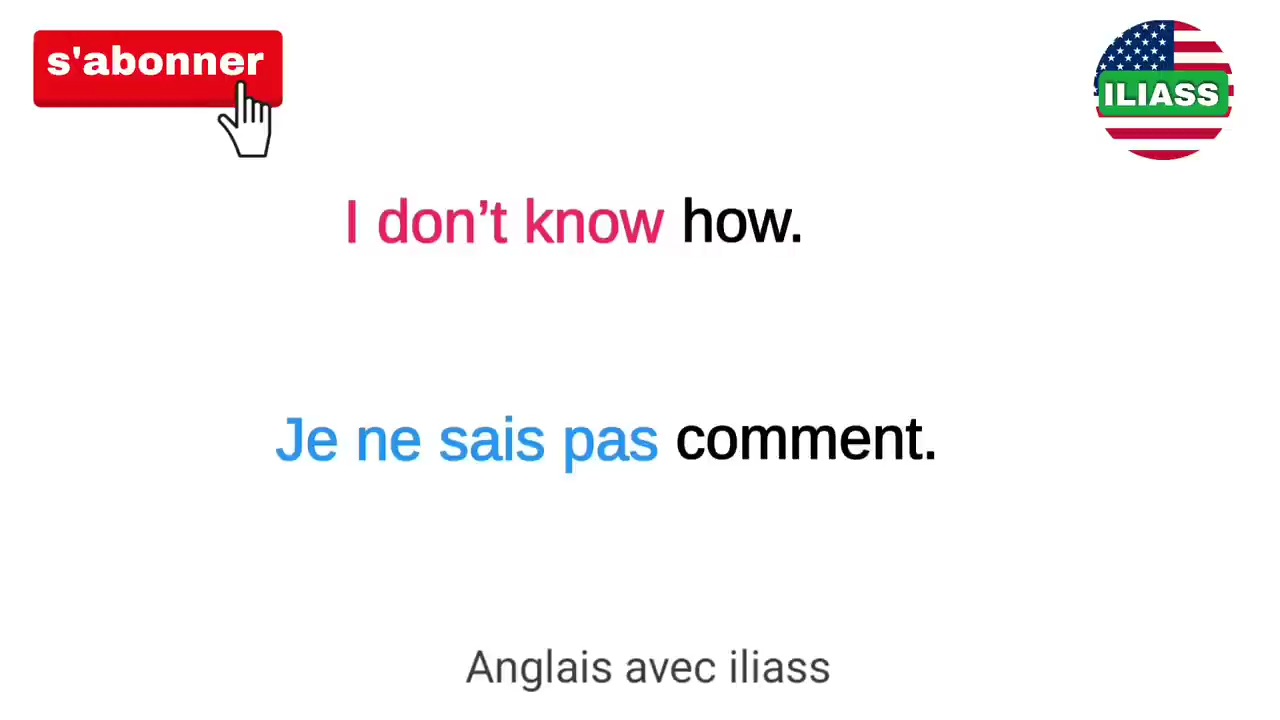 s'abonner
ILIASS
I don’t know how.
Je ne sais pas comment.
Anglais avec iliass